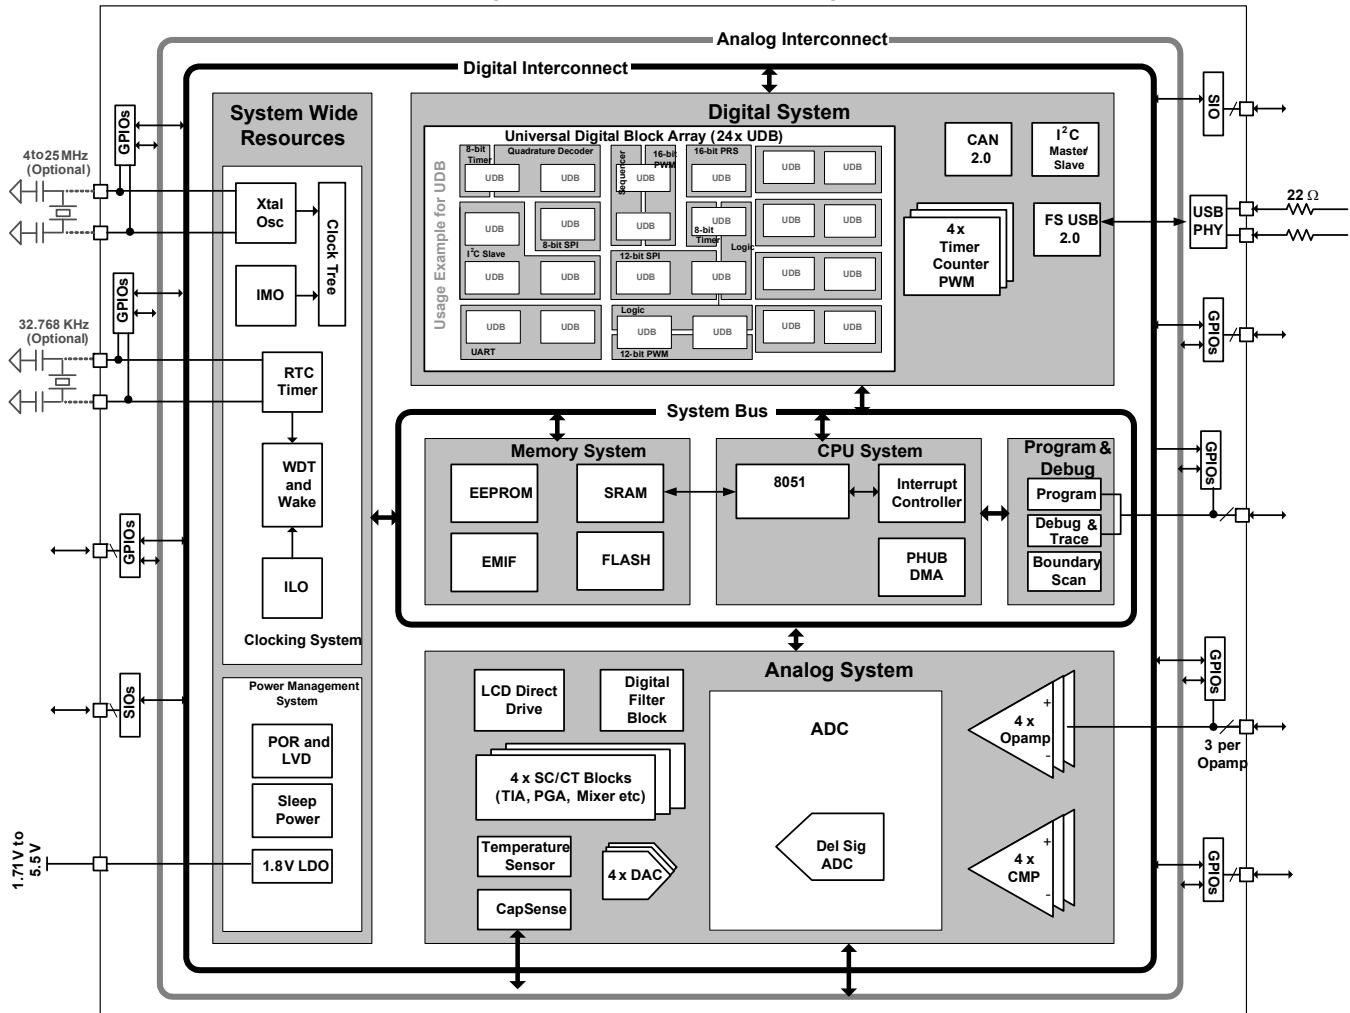 Analog Interconnect
Digital Interconnect
System Wide
Resources
Digital System
Universal Digital Block Array (24x UDB)
Usage Example for UDB
8-bit
Timer
Quadrature Decoder
Sequencer
16-bit
PWM
16-bit PRS
UDB
UDB
UDB
UDB
UDB
UDB
UDB
UDB
UDB
UDB
UDB
UDB
8-bit SPI
8-bit
Timer
Logic
I2C Slave
12-bit SPI
UDB
UDB
UDB
UDB
UDB
UDB
Logic
UDB
UDB
UDB
UDB
UDB
UDB
UART
12-bit PWM
CAN
2.0
I2C
Master/
Slave
4x
Timer
Counter
PWM
FS USB
2.0
USB
PHY
22 Ω
SIO
GPIOs
GPIOs
GPIOs
GPIOs
3 per
Opamp
GPIOs
4to25MHz
(Optional)
GPIOs
32.768 KHz
(Optional)
GPIOs
GPIOs
SIOs
1.71V to
5.5V
Xtal
Osc
Clock Tree
IMO
RTC
Timer
WDT
and
Wake
ILO
Clocking System
Power Management
System
POR and
LVD
Sleep
Power
1.8V LDO
System Bus
Memory System
EEPROM
SRAM
EMIF
FLASH
CPU System
8051
Interrupt
Controller
PHUB
DMA
Program &
Debug
Program
Debug &
Trace
Boundary
Scan
Analog System
LCD Direct
Drive
Digital
Filter
Block
4 x SC/CT Blocks
(TIA, PGA, Mixer etc)
Temperature
Sensor
4 x DAC
CapSense
ADC
Del Sig
ADC
+
4 x
Opamp
-
+
4 x
CMP
-